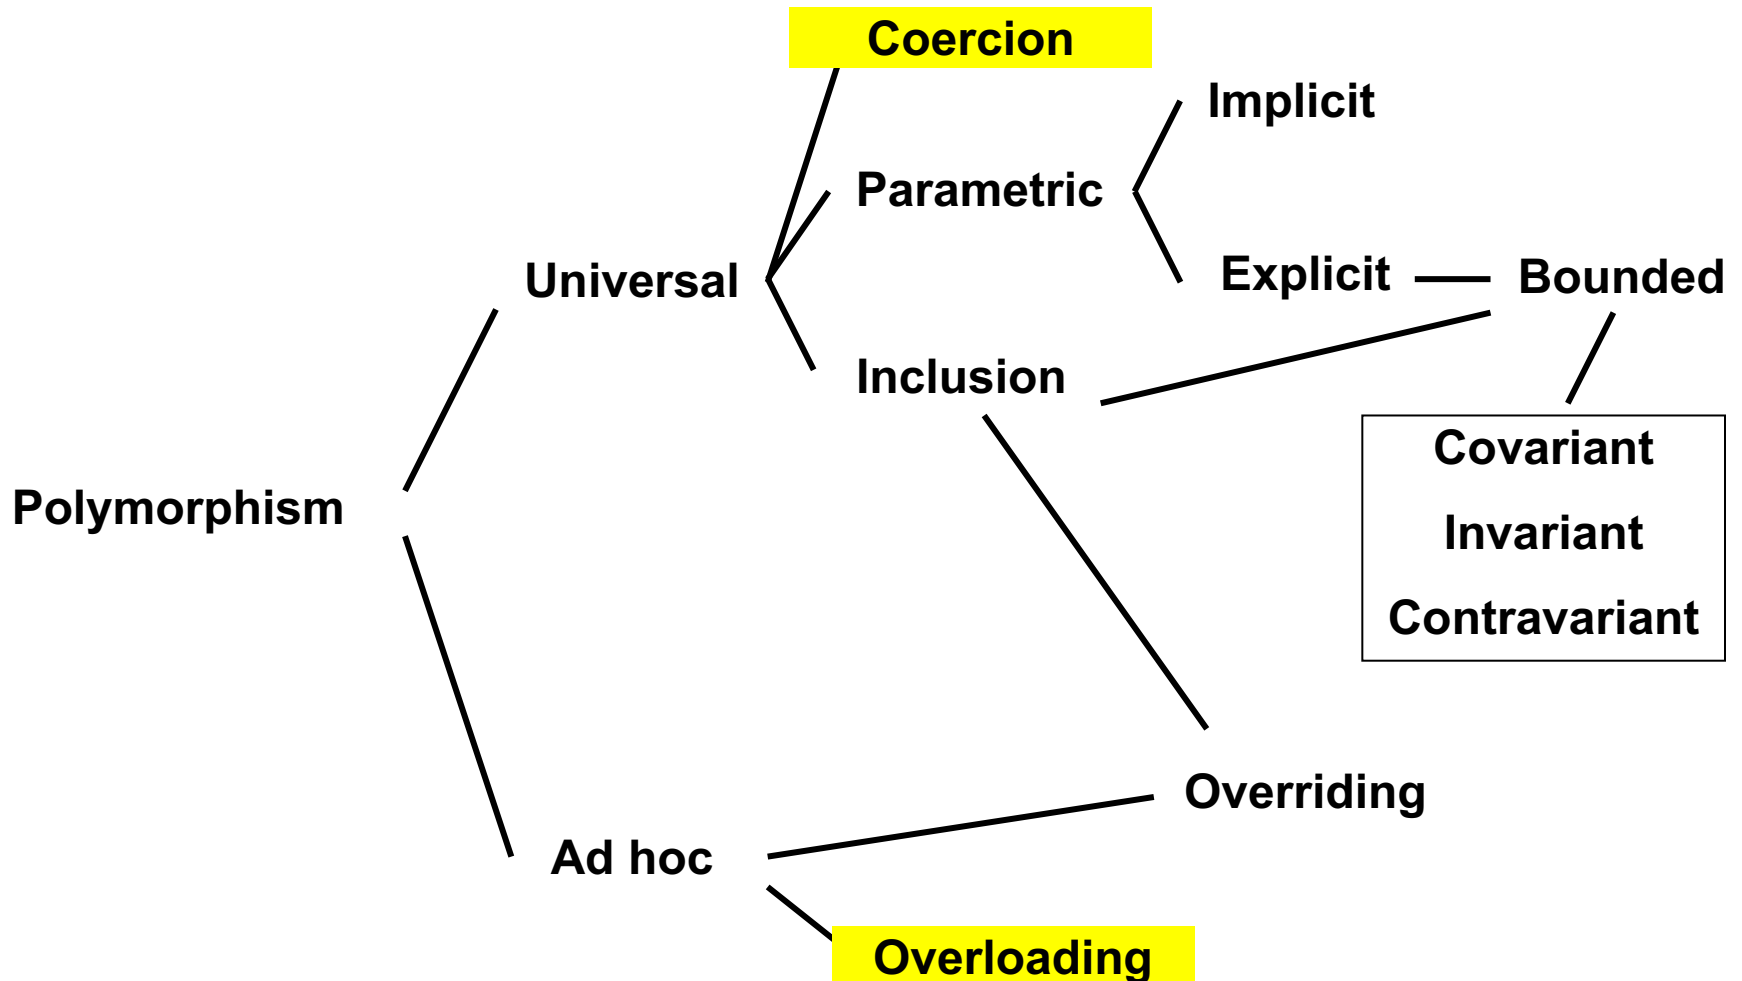 Coercion
Implicit
Parametric
Universal
Explicit
Bounded
Inclusion
Covariant
Invariant
Contravariant
Polymorphism
Overriding
Ad hoc
Overloading